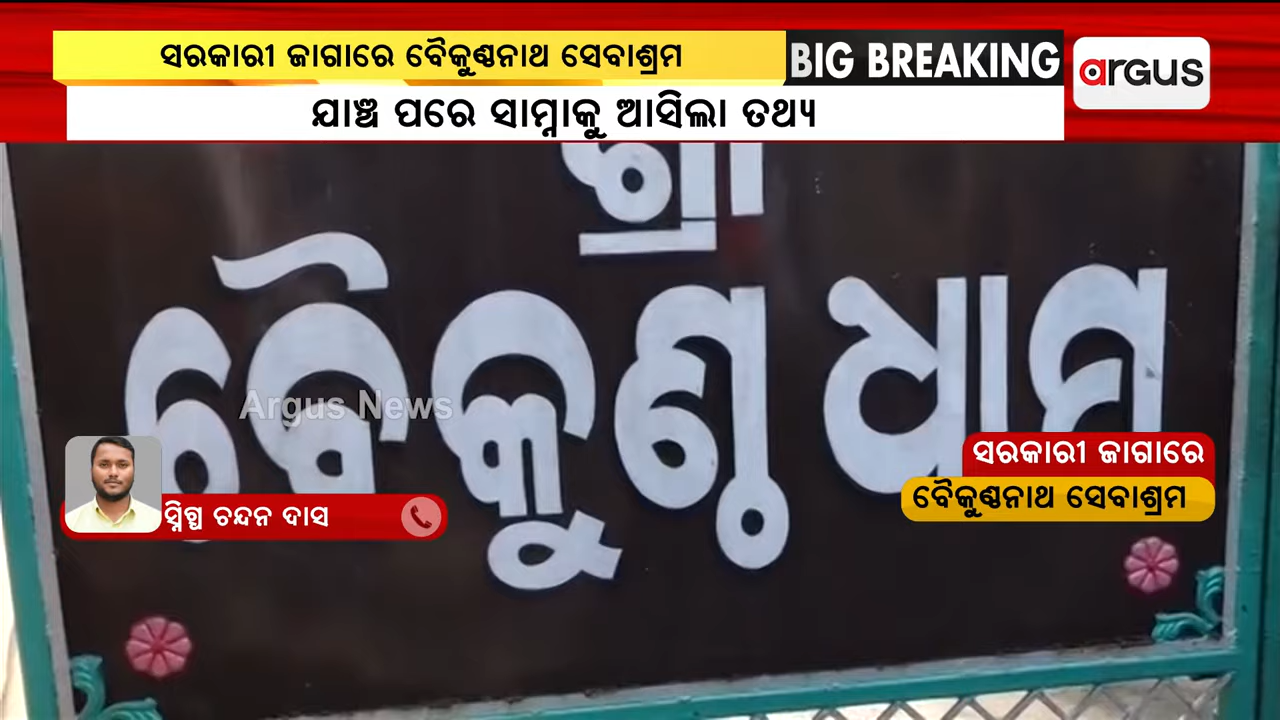 ସରକାରୀ ଜାଗାରେ ବୈକୁଣ୍ଠନାଥ ସେବାଶ୍ରମ
BIG BREAKING
argus
ଯାଞ୍ଚ ପରେ ସାମ୍ନାକୁ ଆସିଲା ତଥ୍ୟ
ଶ୍ରୀ
ବୈକୁଣ୍ଠ ଧାମ
Argus News
ସରକାରୀ ଜାଗାରେ
ବୈକୁଣ୍ଠନାଥ ସେବାଶ୍ରମ
ଚନ୍ଦନ ଦାସ